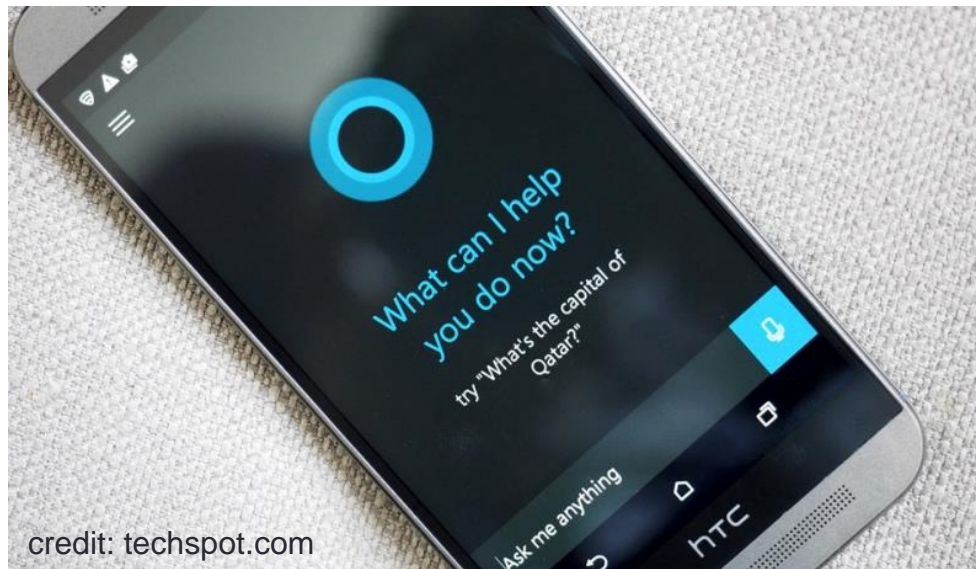 What can I help
you do now?
try "What's the capital of
Qatar?"
Ask me anything
hTC
credit: techspot.com